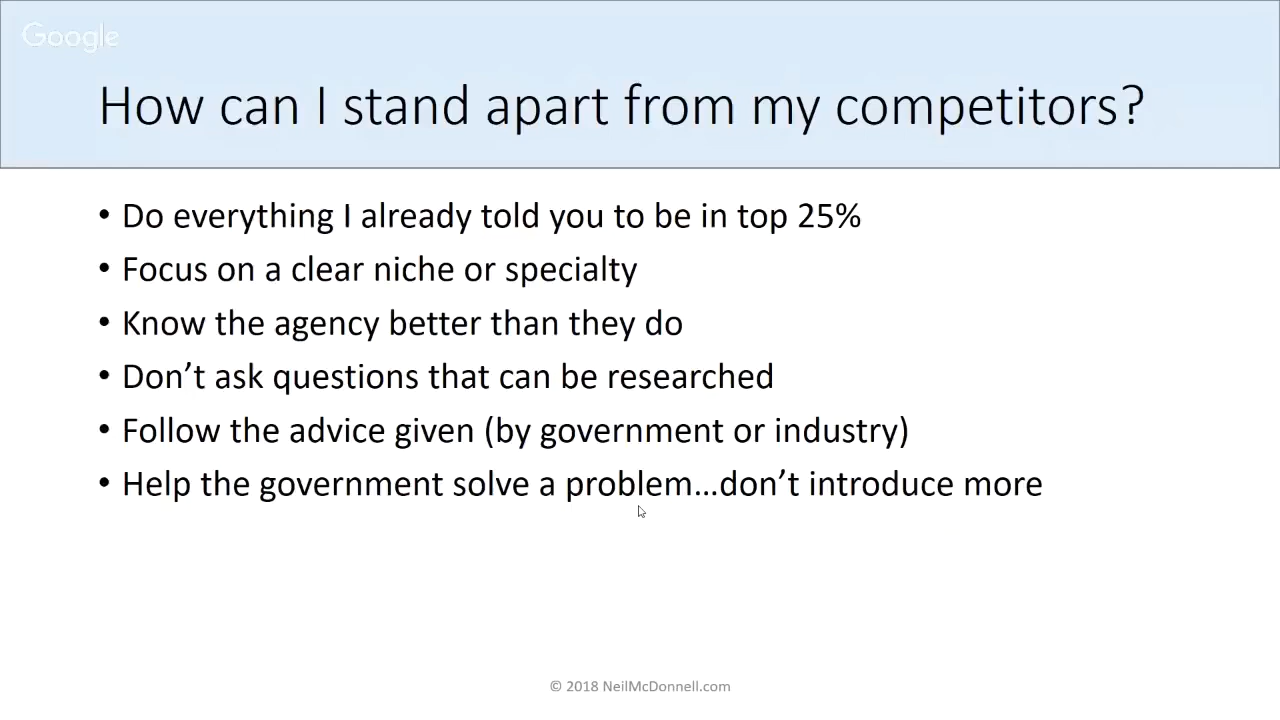 Google
How can I stand apart from my competitors?
• Do everything I already told you to be in top 25%
• Focus on a clear niche or specialty
• Know the agency better than they do
• Don’t ask questions that can be researched
• Follow the advice given (by government or industry)
• Help the government solve a problem…don’t introduce more
© 2018 NeilMcDonnell.com